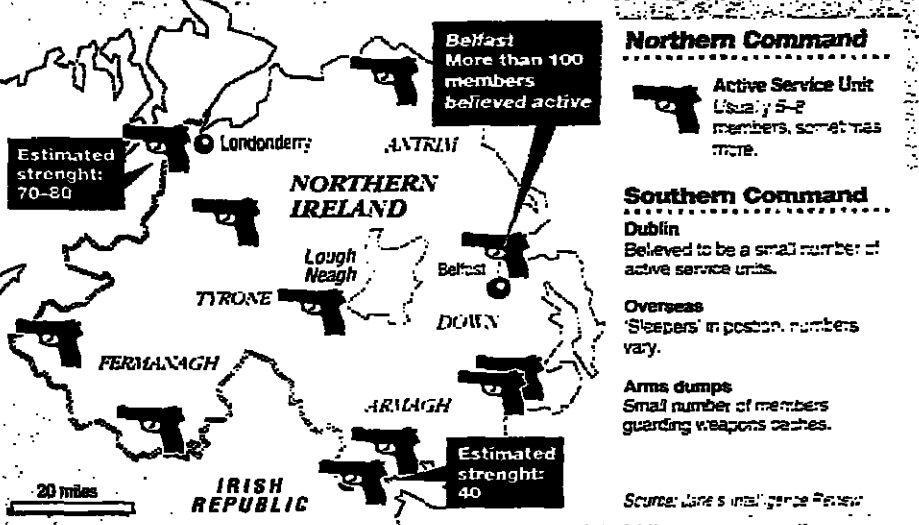 Belfast
More than 100
members
believed active
Londonderry
Estimated
strenght:
70-80
ANTRIM
NORTHERN
IRELAND
Lough
Neagh
Belfast
TYRONE
DOWN
FERMANAGH
ARMAGH
Estimated
strenght:
40
IRISH
REPUBLIC
20 miles
Northern Command
Active Service Unit
Usually 5-8
members, sometimes
more.
Southern Command
Dublin
Believed to be a small number of
active service units.
Overseas
'Sleepers' in position, numbers
vary.
Arms dumps
Small number of members
guarding weapons caches.
Source: Jane's Intelligence Review